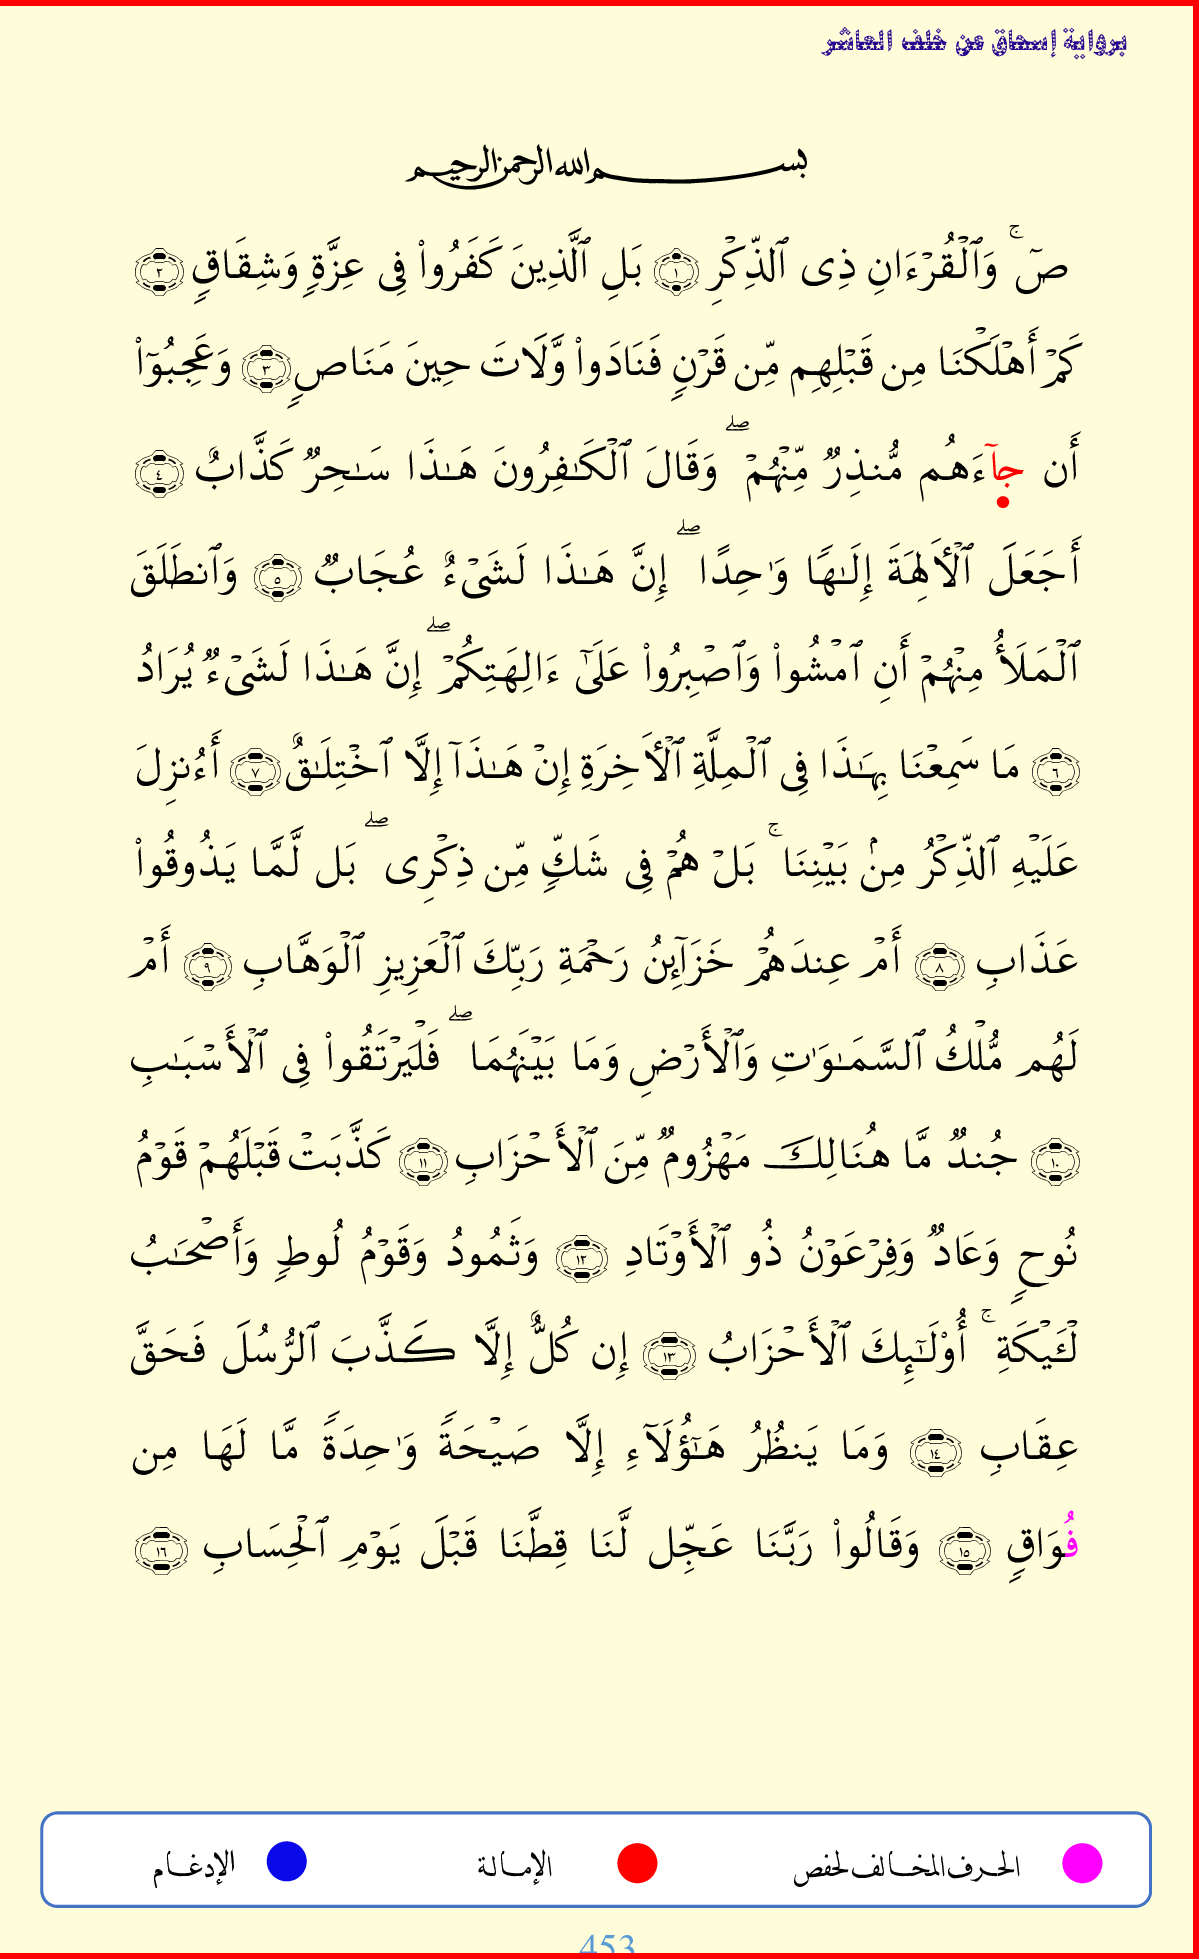 برواية إسحاق عن خلف العاشر
بسم الله الرحمن الرحيم
صٓ ۚ وَٱلۡقُرۡءَانِ ذِى ٱلذِّكۡرِ ١ بَلِ ٱلَّذِينَ كَفَرُوا۟ فِى عِزَّةٍ وَشِقَاقٍ ٢
كَمۡ أَهۡلَكۡنَا مِن قَبۡلِهِم مِّن قَرۡنٍ فَنَادَوا۟ وَّلَاتَ حِينَ مَنَاصٍ ٣ وَعَجِبُوٓا۟
أَن جآءَهُم مُّنذِرٌ مِّنۡهُمۡ ۖ وَقَالَ ٱلۡكَـٰفِرُونَ هَـٰذَا سَـٰحِرٌ كَذَّابٌ ٤
أَجَعَلَ ٱلۡأَلِهَةَ إِلَـٰهًا وَٰحِدًا ۖ إِنَّ هَـٰذَا لَشَىۡءٌ عُجَابٌ ٥ وَٱنطَلَقَ
ٱلۡمَلَأُ مِنۡهُمۡ أَنِ ٱمۡشُوا۟ وَٱصۡبِرُوا۟ عَلَىٰٓ ءَالِهَتِكُمۡ ۖ إِنَّ هَـٰذَا لَشَىۡءٌ يُرَادُ
٦ مَا سَمِعۡنَا بِهَـٰذَا فِى ٱلۡمِلَّةِ ٱلۡأَخِرَةِ إِنۡ هَـٰذَآ إِلَّا ٱخۡتِلَـٰقٌ ٧ أَءُنزِلَ
عَلَيۡهِ ٱلذِّكۡرُ مِنۢ بَيۡنِنَا ۚ بَلۡ هُمۡ فِى شَكٍّ مِّن ذِكۡرِى ۖ بَل لَّمَّا يَذُوقُوا۟
عَذَابِ ٨ أَمۡ عِندَهُمۡ خَزَآئِنُ رَحۡمَةِ رَبِّكَ ٱلۡعَزِيزِ ٱلۡوَهَّابِ ٩ أَمۡ
لَهُم مُّلۡكُ ٱلسَّمَـٰوَٰتِ وَٱلۡأَرۡضِ وَمَا بَيۡنَهُمَا ۖ فَلۡيَرۡتَقُوا۟ فِى ٱلۡأَسۡبَـٰبِ
١٠ جُندٌ مَّا هُنَالِكَ مَهۡزُومٌ مِّنَ ٱلۡأَحۡزَابِ ١١ كَذَّبَتۡ قَبۡلَهُمۡ قَوۡمُ
نُوحٍ وَعَادٌ وَفِرۡعَوۡنُ ذُو ٱلۡأَوۡتَادِ ١٢ وَثَمُودُ وَقَوۡمُ لُوطٍ وَأَصۡحَـٰبُ
لۡـَٔيۡكَةِ ۚ أُو۟لَـٰٓئِكَ ٱلۡأَحۡزَابُ ١٣ إِن كُلٌّ إِلَّا كَذَّبَ ٱلرُّسُلَ فَحَقَّ
عِقَابِ ١٤ وَمَا يَنظُرُ هَـٰٓؤُلَآءِ إِلَّا صَيۡحَةً وَٰحِدَةً مَّا لَهَا مِن
فُوَاقٍ ١٥ وَقَالُوا۟ رَبَّنَا عَجِّل لَّنَا قِطَّنَا قَبۡلَ يَوۡمِ ٱلۡحِسَابِ ١٦
الحرف المخالف لحفص الإمالة الإدغام
453